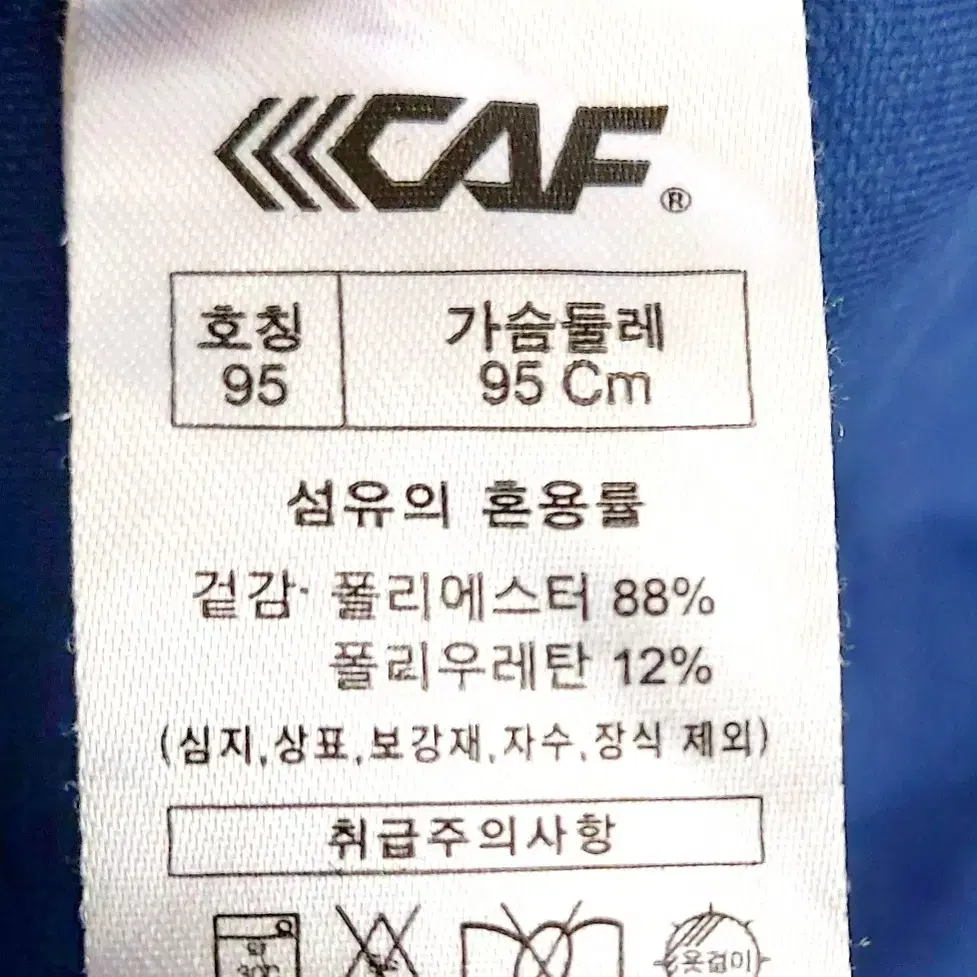 CAF®
호칭 가슴둘레
95 95 Cm
섬유의 혼용률
겉감· 폴리에스터 88%
폴리우레탄 12%
(심지,상표,보강재,자수,장식 제외)
취급주의사항
약
옷걸이